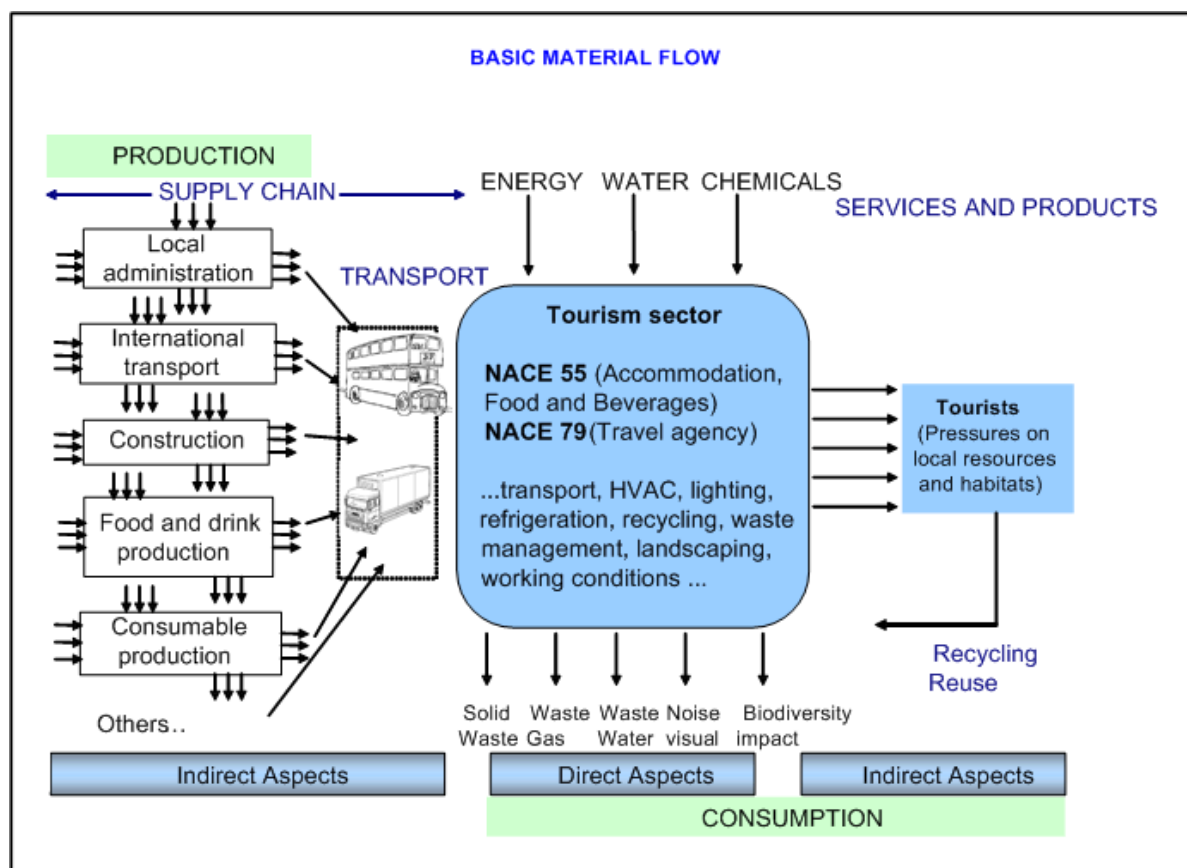 BASIC MATERIAL FLOW
PRODUCTION
SUPPLY CHAIN
ENERGY WATER CHEMICALS
SERVICES AND PRODUCTS
Local
administration
TRANSPORT
International
transport
Construction
Food and drink
production
Consumable
production
Others..
Tourism sector
NACE 55 (Accommodation,
Food and Beverages)
NACE 79(Travel agency)
...transport, HVAC, lighting,
refrigeration, recycling, waste
management, landscaping,
working conditions ...
Tourists
(Pressures on
local resources
and habitats)
Recycling
Reuse
Solid
Waste
Waste
Gas
Waste
Water
Noise
visual
Biodiversity
impact
Indirect Aspects
Direct Aspects
Indirect Aspects
CONSUMPTION